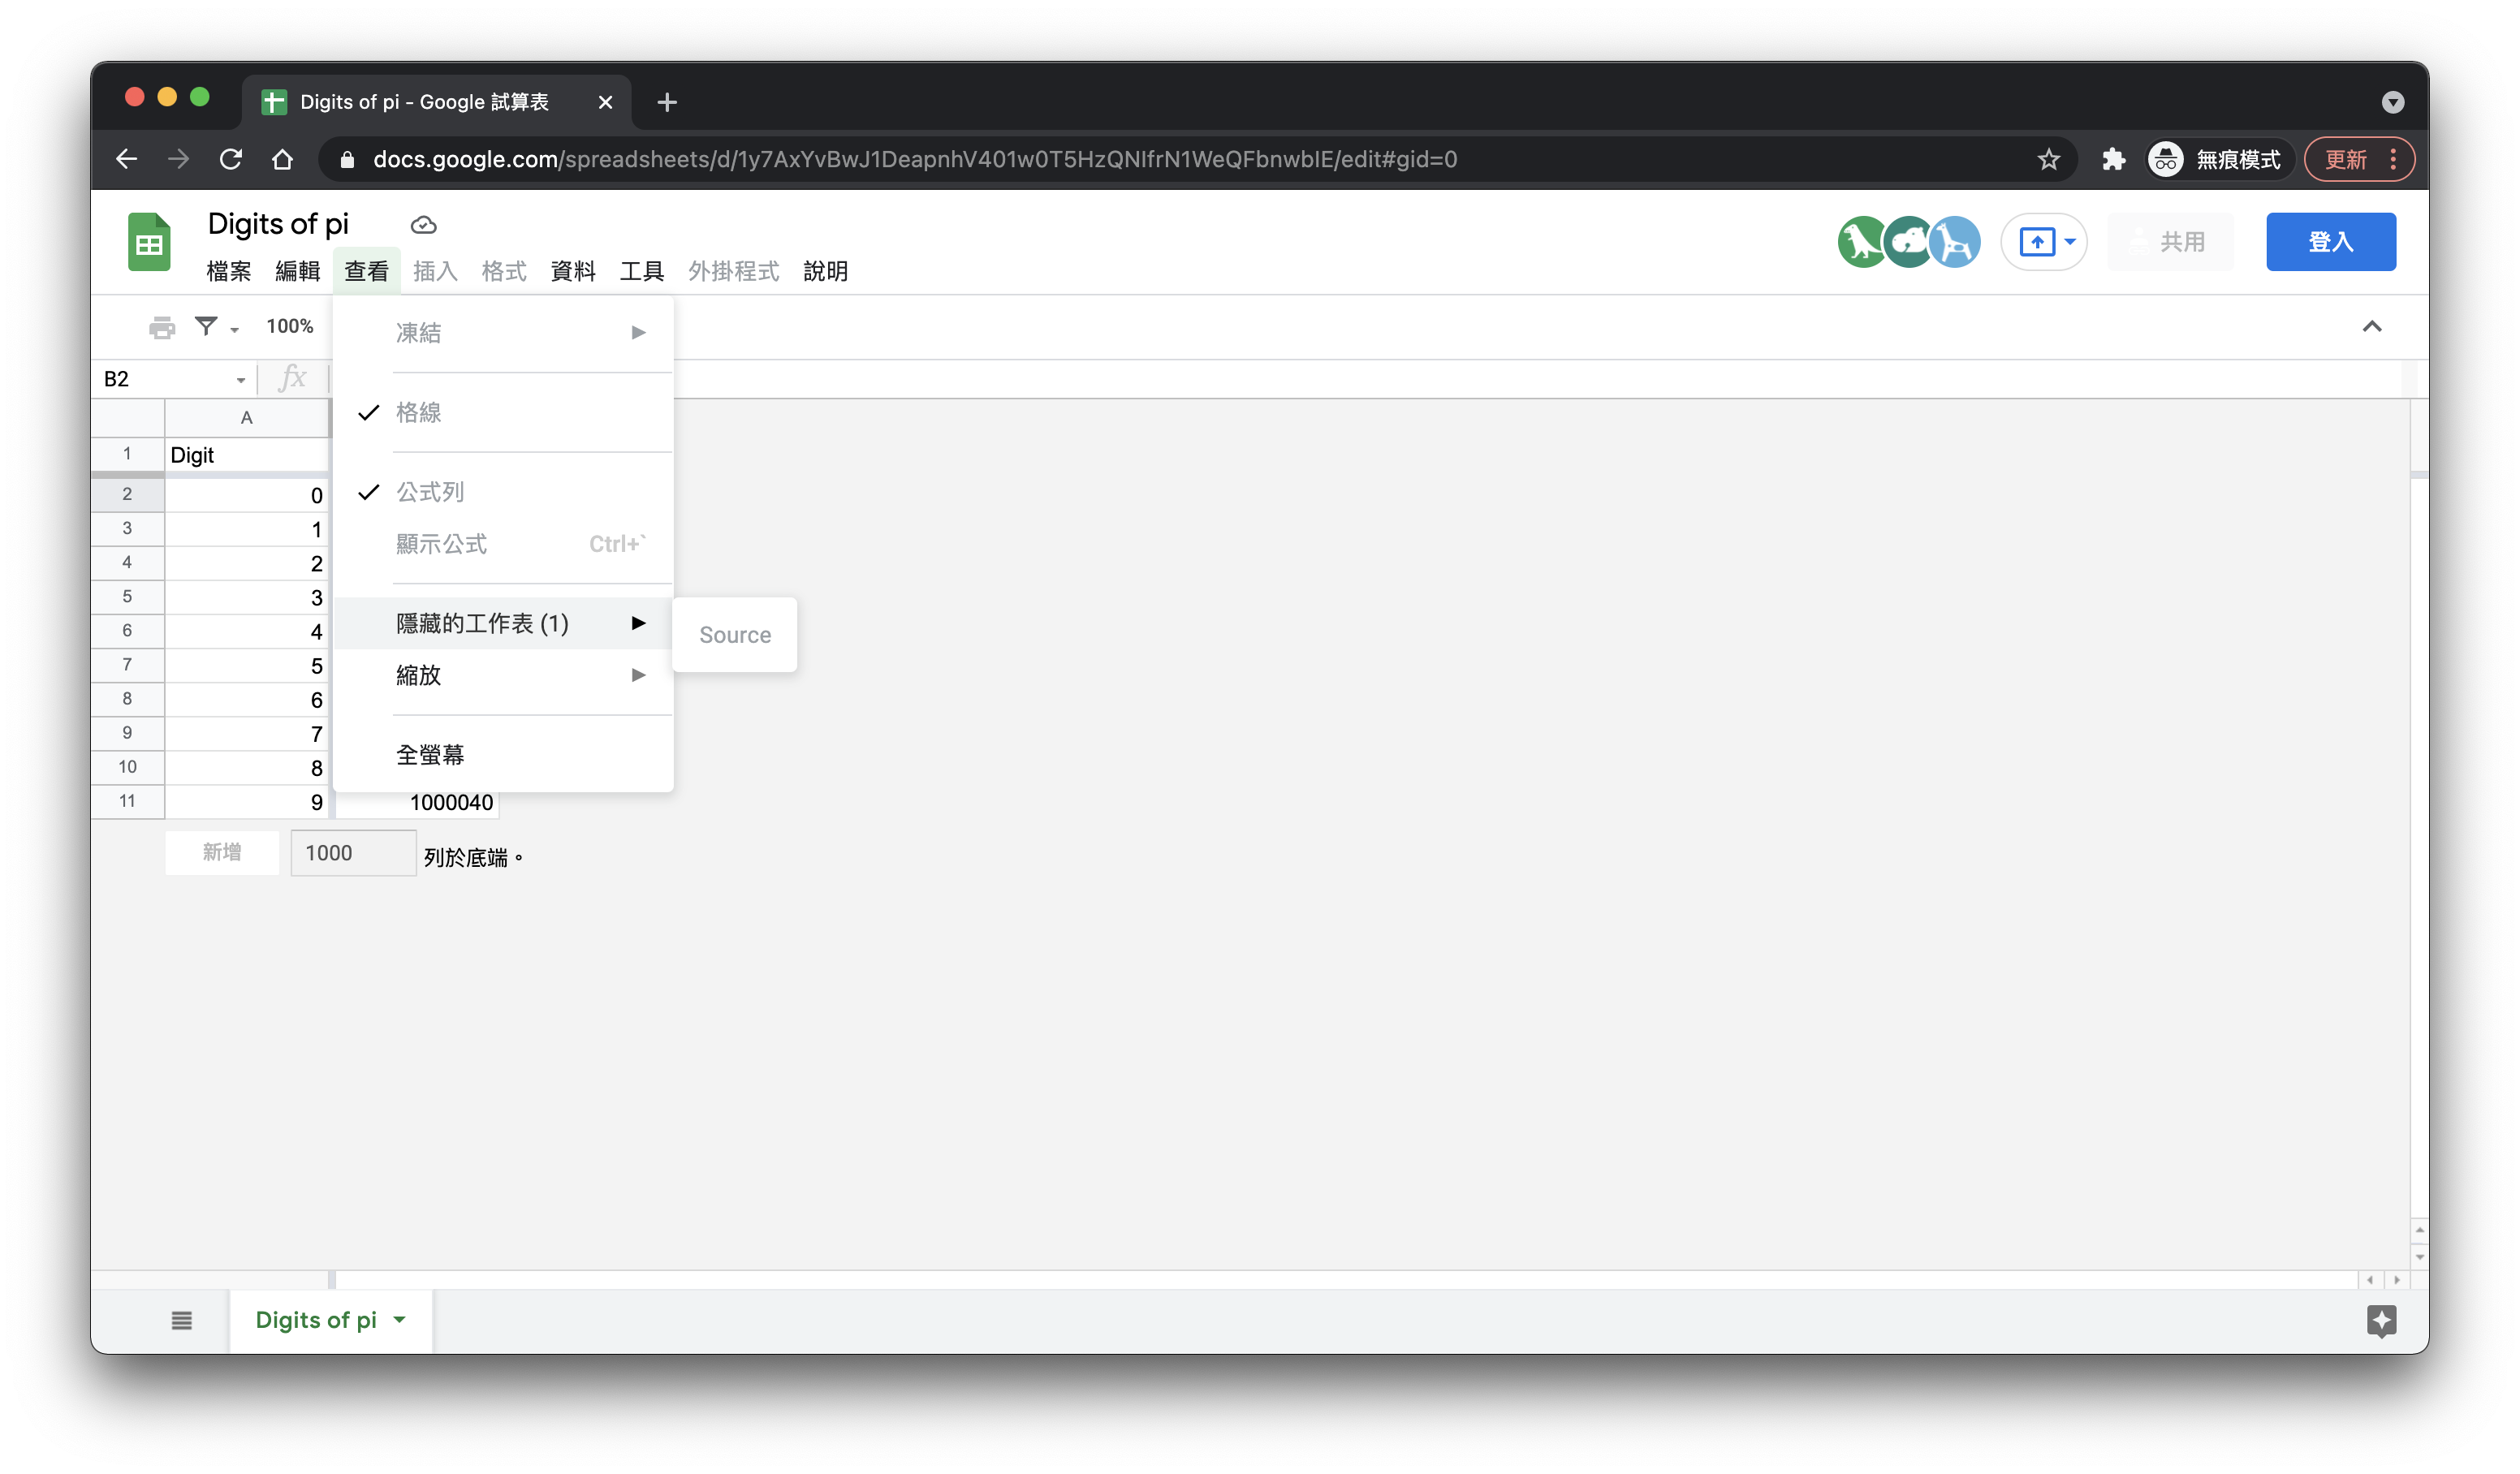 Digits of pi - Google 試算表
docs.google.com/spreadsheets/d/1y7AxYvBwJ1DeapnhV401w0T5HzQNIfrN1WeQFbnwbIE/edit#gid=0
無痕模式
更新
Digits of pi
檔案 編輯 查看 插入 格式 資料 工具 外掛程式 說明
共用
登入
100%
B2
fx
凍結
格線
公式列
顯示公式 Ctrl+`
隱藏的工作表 (1)
Source
縮放
全螢幕
A
1 Digit
2 0
3 1
4 2
5 3
6 4
7 5
8 6
9 7
10 8
11 9 1000040
新增 1000 列於底端。
Digits of pi